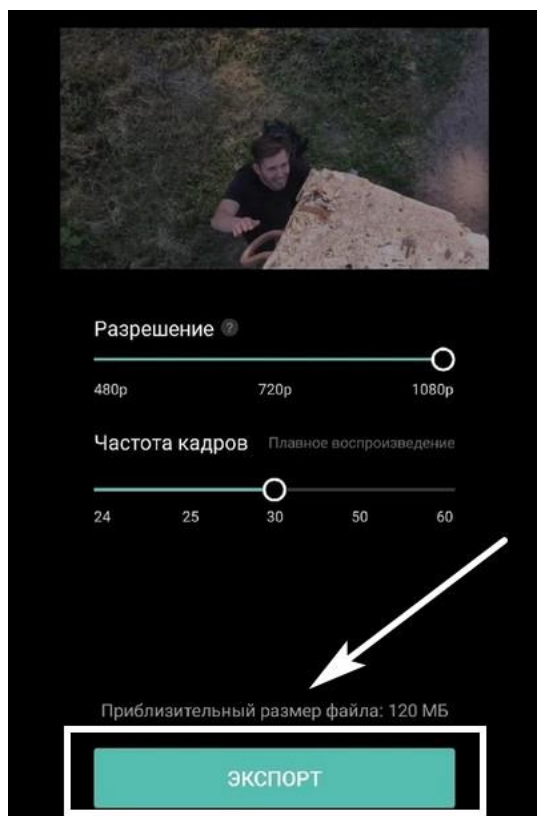 Разрешение ?
480p 720p 1080p
Частота кадров Плавное воспроизведение
24 25 30 50 60
Приблизительный размер файла: 120 МБ
ЭКСПОРТ